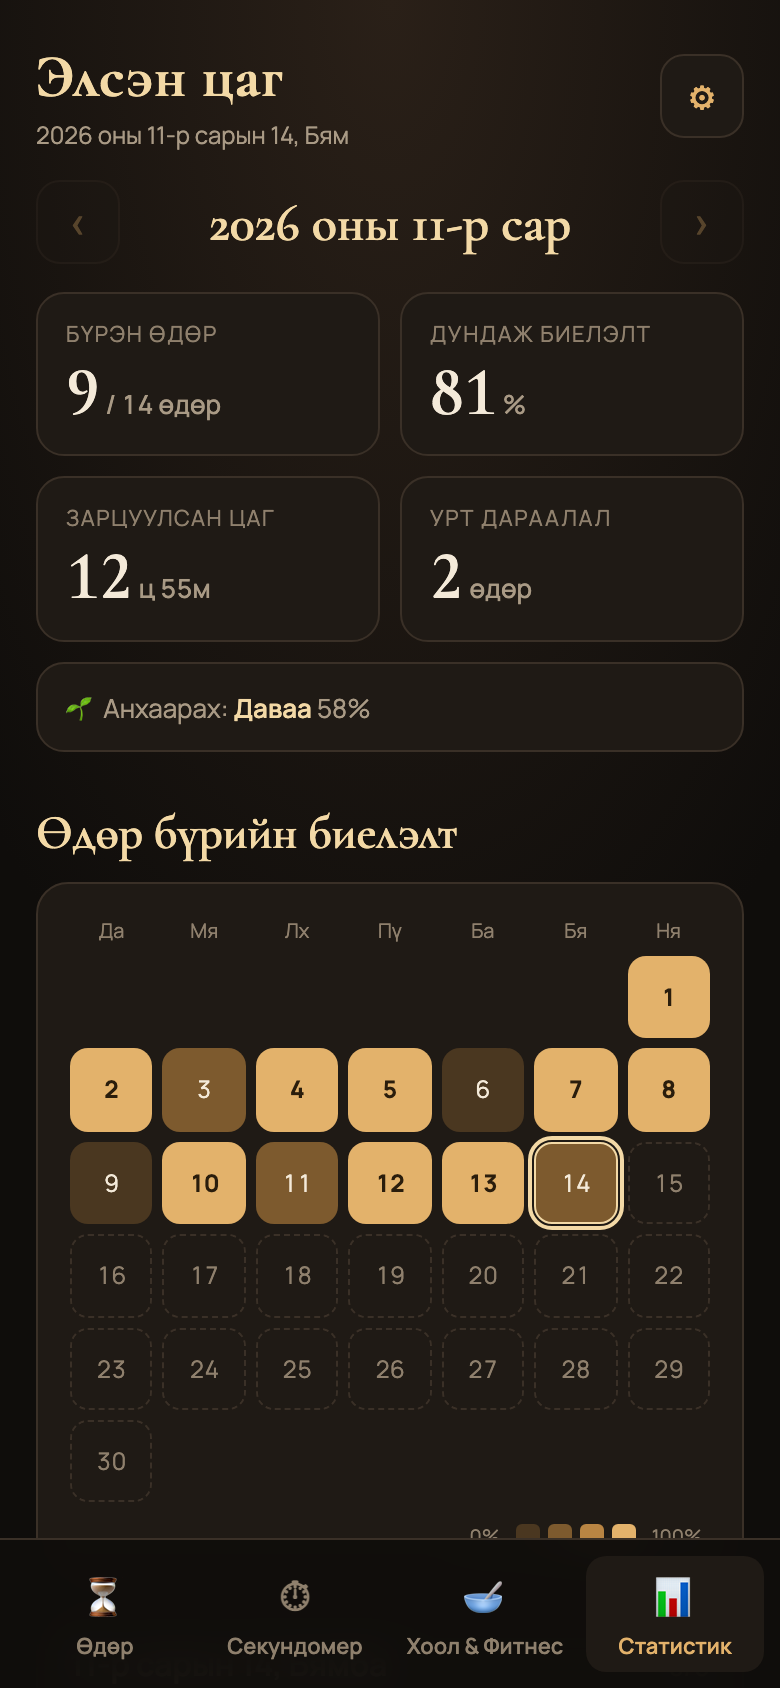 Элсэн цаг
2026 оны 11-р сарын 14, Бям
2026 оны 11-р сар
БҮРЭН ӨДӨР
9 / 14 өдөр
ДУНДАЖ БИЕЛЭЛТ
81 %
ЗАРЦУУЛСАН ЦАГ
12 ц 55м
УРТ ДАРААЛАЛ
2 өдөр
Анхаарах: Даваа 58%
Өдөр бүрийн биелэлт
Да Мя Лх Пү Ба Бя Ня
1
2 3 4 5 6 7 8
9 10 11 12 13 14 15
16 17 18 19 20 21 22
23 24 25 26 27 28 29
30
0% 100%
Өдөр Секундомер Хоол & Фитнес Статистик